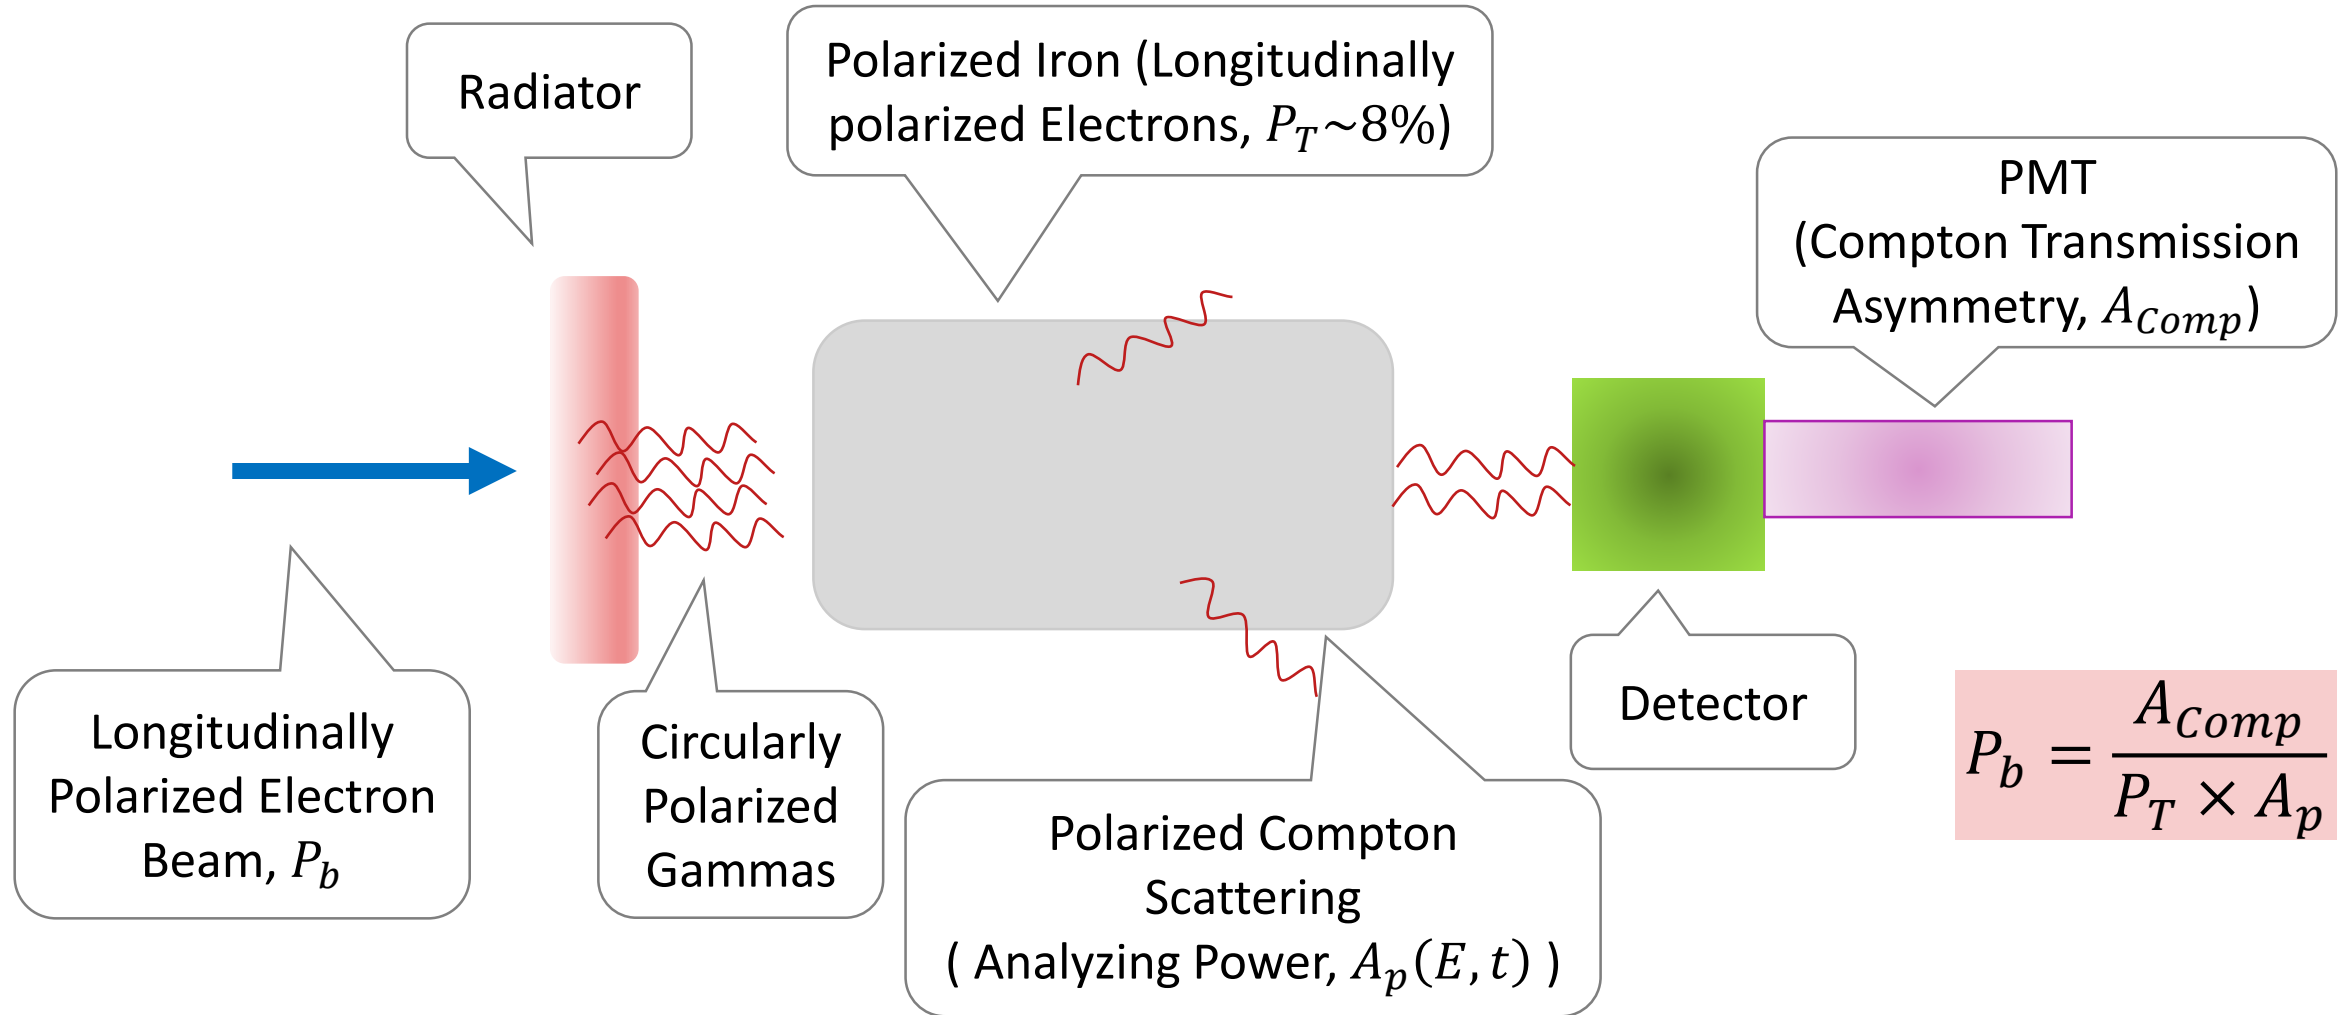 Radiator
Polarized Iron (Longitudinally
polarized Electrons, P_T~8%)
PMT
(Compton Transmission
Asymmetry, A_Comp)
Longitudinally
Polarized Electron
Beam, P_b
Circularly
Polarized
Gammas
Polarized Compton
Scattering
( Analyzing Power, A_p(E, t) )
Detector
P_b = A_Comp / (P_T × A_p)